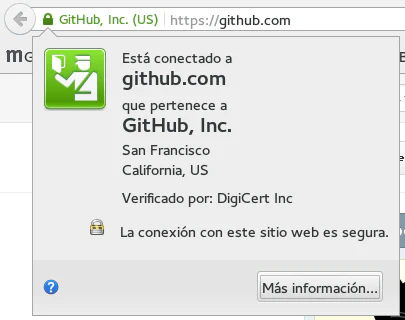 GitHub, Inc. (US) https://github.com
Está conectado a
github.com
que pertenece a
GitHub, Inc.
San Francisco
California, US
Verificado por: DigiCert Inc
La conexión con este sitio web es segura.
Más información...